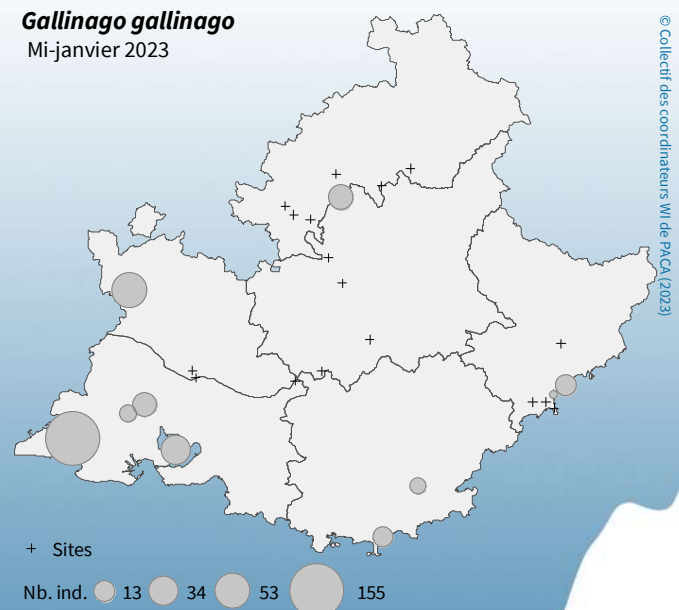 Gallinago gallinago
Mi-janvier 2023
© Collectif des coordinateurs WI de PACA (2023)
+ Sites
Nb. ind. 13 34 53 155